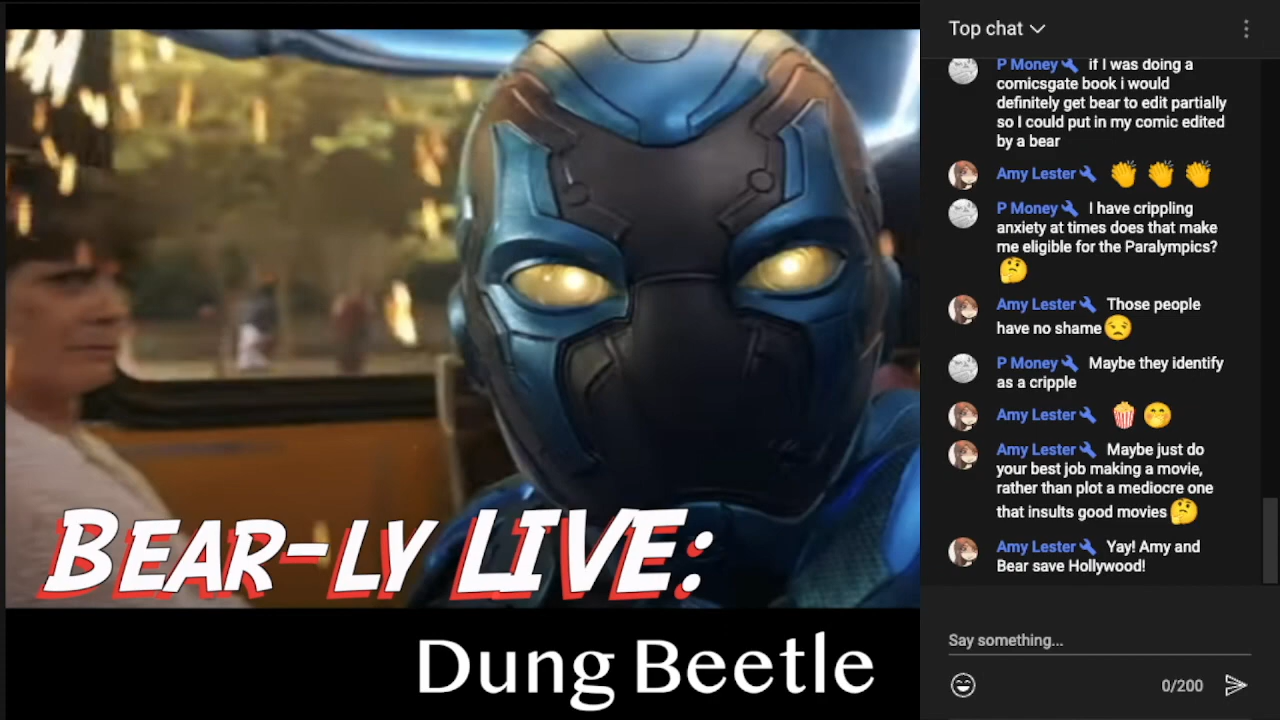 BEAR-LY LIVE:
Dung Beetle
Top chat
P Money if I was doing a
comicsgate book i would
definitely get bear to edit partially
so I could put in my comic edited
by a bear
Amy Lester 👏 👏 👏
P Money I have crippling
anxiety at times does that make
me eligible for the Paralympics?
🤔
Amy Lester Those people
have no shame😒
P Money Maybe they identify
as a cripple
Amy Lester 🍿 🤭
Amy Lester Maybe just do
your best job making a movie,
rather than plot a mediocre one
that insults good movies🤔
Amy Lester Yay! Amy and
Bear save Hollywood!
Say something...
0/200